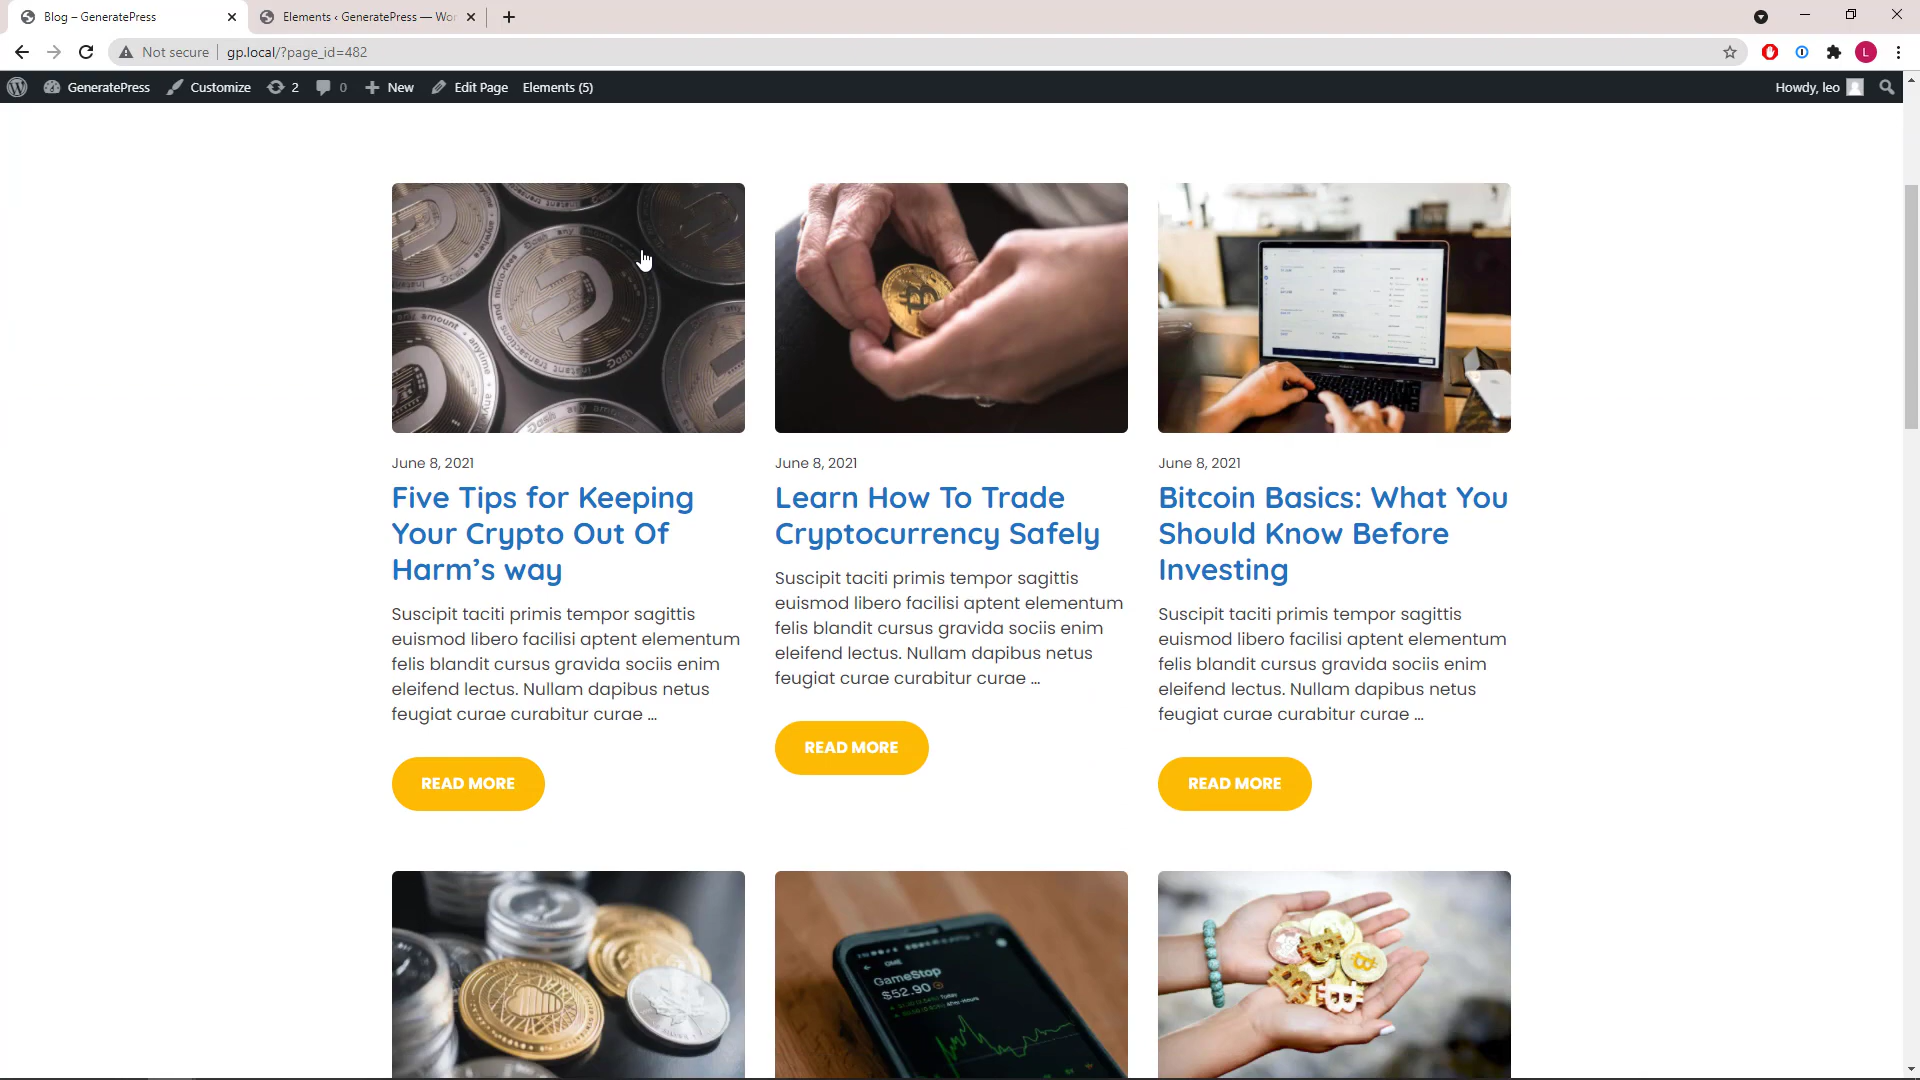 Blog – GeneratePress
Elements ‹ GeneratePress — Wor
Not secure
gp.local/?page_id=482
L
GeneratePress
Customize
2
0
New
Edit Page
Elements (5)
Howdy, leo
June 8, 2021
Five Tips for Keeping
Your Crypto Out Of
Harm’s way
Suscipit taciti primis tempor sagittis
euismod libero facilisi aptent elementum
felis blandit cursus gravida sociis enim
eleifend lectus. Nullam dapibus netus
feugiat curae curabitur curae ...
READ MORE
June 8, 2021
Learn How To Trade
Cryptocurrency Safely
Suscipit taciti primis tempor sagittis
euismod libero facilisi aptent elementum
felis blandit cursus gravida sociis enim
eleifend lectus. Nullam dapibus netus
feugiat curae curabitur curae ...
READ MORE
June 8, 2021
Bitcoin Basics: What You
Should Know Before
Investing
Suscipit taciti primis tempor sagittis
euismod libero facilisi aptent elementum
felis blandit cursus gravida sociis enim
eleifend lectus. Nullam dapibus netus
feugiat curae curabitur curae ...
READ MORE
GameStop
$52.90